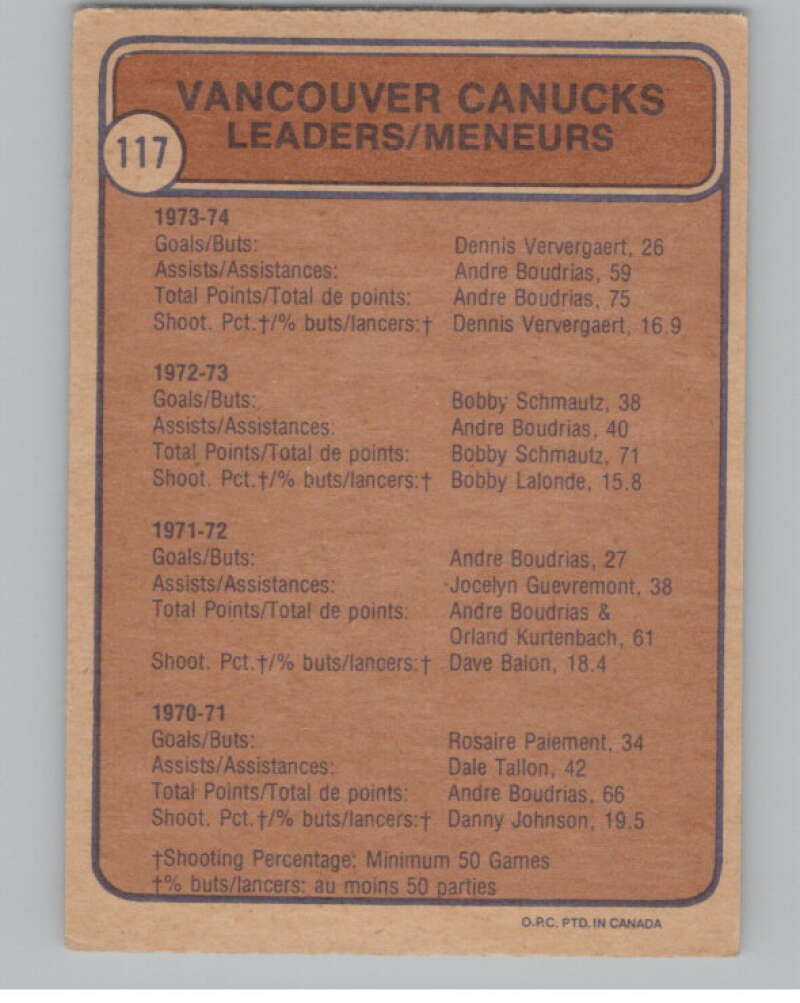 VANCOUVER CANUCKS
LEADERS/MENEURS
117
1973-74
Goals/Buts: Dennis Ververgaert, 26
Assists/Assistances: Andre Boudrias, 59
Total Points/Total de points: Andre Boudrias, 75
Shoot. Pct.†/% buts/lancers:† Dennis Ververgaert, 16.9
1972-73
Goals/Buts: Bobby Schmautz, 38
Assists/Assistances: Andre Boudrias, 40
Total Points/Total de points: Bobby Schmautz, 71
Shoot. Pct.†/% buts/lancers:† Bobby Lalonde, 15.8
1971-72
Goals/Buts: Andre Boudrias, 27
Assists/Assistances: Jocelyn Guevremont, 38
Total Points/Total de points: Andre Boudrias &
Orland Kurtenbach, 61
Shoot. Pct.†/% buts/lancers:† Dave Balon, 18.4
1970-71
Goals/Buts: Rosaire Paiement, 34
Assists/Assistances: Dale Tallon, 42
Total Points/Total de points: Andre Boudrias, 66
Shoot. Pct.†/% buts/lancers:† Danny Johnson, 19.5
†Shooting Percentage: Minimum 50 Games
†% buts/lancers: au moins 50 parties
O.P.C. PTD. IN CANADA